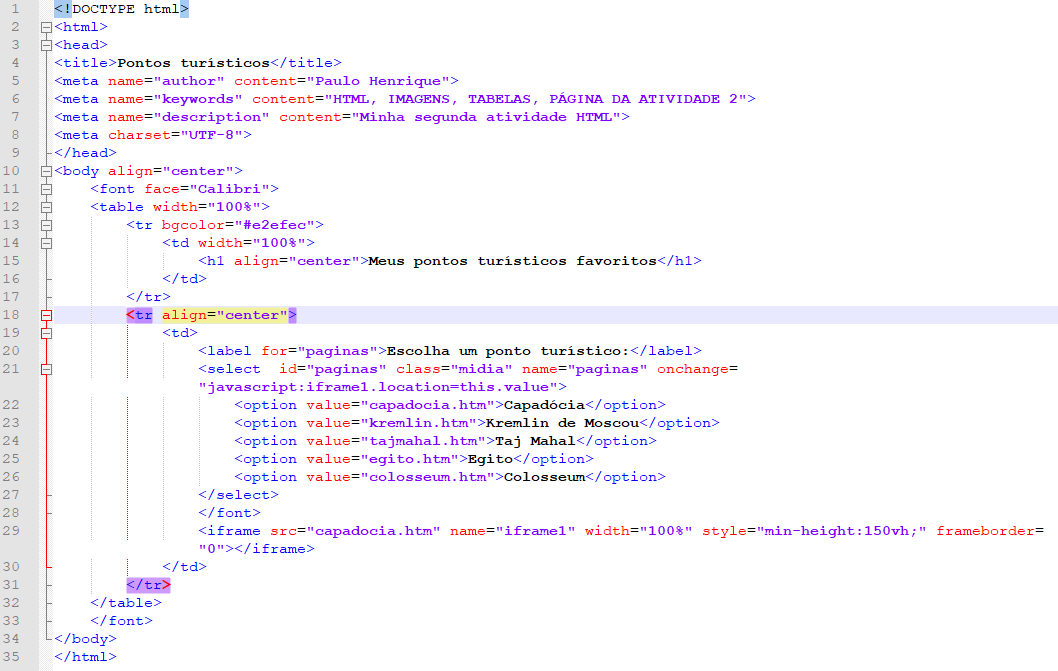 1 <!DOCTYPE html>
2 <html>
3 <head>
4 <title>Pontos turísticos</title>
5 <meta name="author" content="Paulo Henrique">
6 <meta name="keywords" content="HTML, IMAGENS, TABELAS, PÁGINA DA ATIVIDADE 2">
7 <meta name="description" content="Minha segunda atividade HTML">
8 <meta charset="UTF-8">
9 </head>
10 <body align="center">
11 <font face="Calibri">
12 <table width="100%">
13 <tr bgcolor="#e2efec">
14 <td width="100%">
15 <h1 align="center">Meus pontos turísticos favoritos</h1>
16 </td>
17 </tr>
18 <tr align="center">
19 <td>
20 <label for="paginas">Escolha um ponto turístico:</label>
21 <select  id="paginas" class="midia" name="paginas" onchange=
"javascript:iframe1.location=this.value">
22 <option value="capadocia.htm">Capadócia</option>
23 <option value="kremlin.htm">Kremlin de Moscou</option>
24 <option value="tajmahal.htm">Taj Mahal</option>
25 <option value="egito.htm">Egito</option>
26 <option value="colosseum.htm">Colosseum</option>
27 </select>
28 </font>
29 <iframe src="capadocia.htm" name="iframe1" width="100%" style="min-height:150vh;" frameborder=
"0"></iframe>
30 </td>
31 </tr>
32 </table>
33 </font>
34 </body>
35 </html>